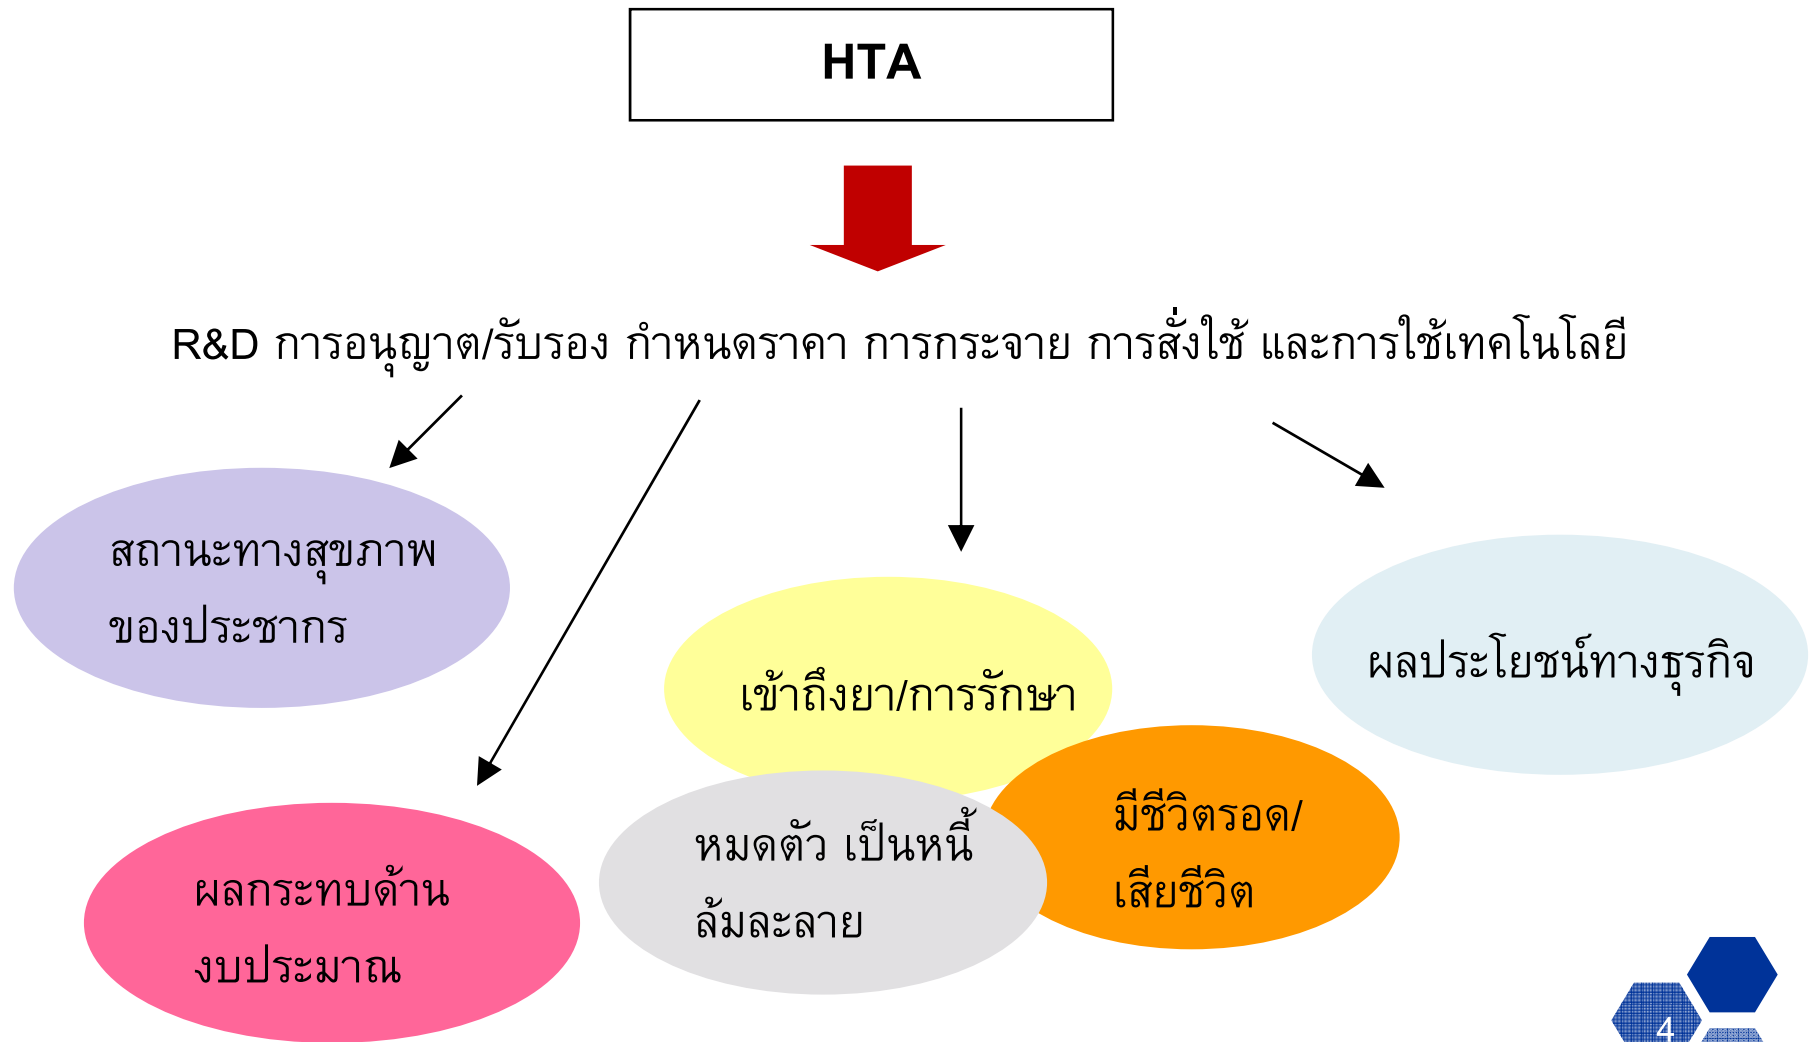 HTA
R&D การอนุญาต/รับรอง กำหนดราคา การกระจาย การสั่งใช้ และการใช้เทคโนโลยี
สถานะทางสุขภาพ
ของประชากร
ผลกระทบด้าน
งบประมาณ
เข้าถึงยา/การรักษา
หมดตัว เป็นหนี้
ล้มละลาย
มีชีวิตรอด/
เสียชีวิต
ผลประโยชน์ทางธุรกิจ
4